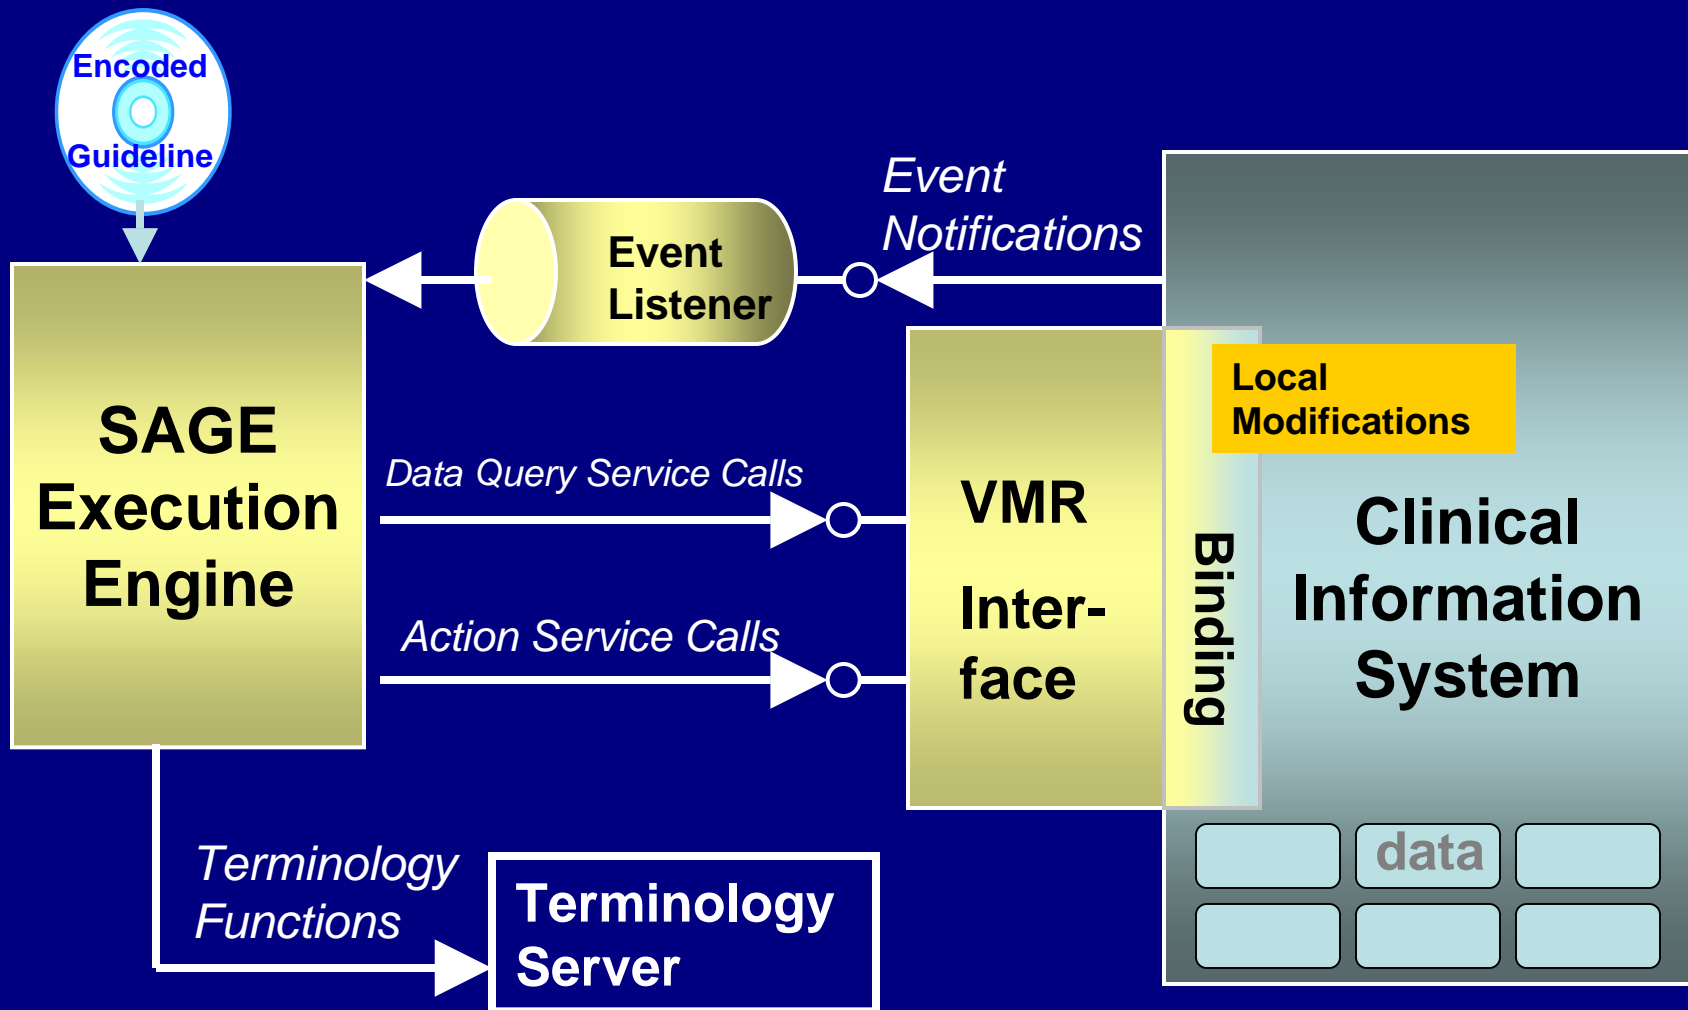 Encoded
Guideline
Event
Notifications
Event
Listener
Local
Modifications
SAGE
Execution
Engine
Data Query Service Calls
Action Service Calls
VMR
Inter-
face
Binding
Clinical
Information
System
data
Terminology
Functions
Terminology
Server